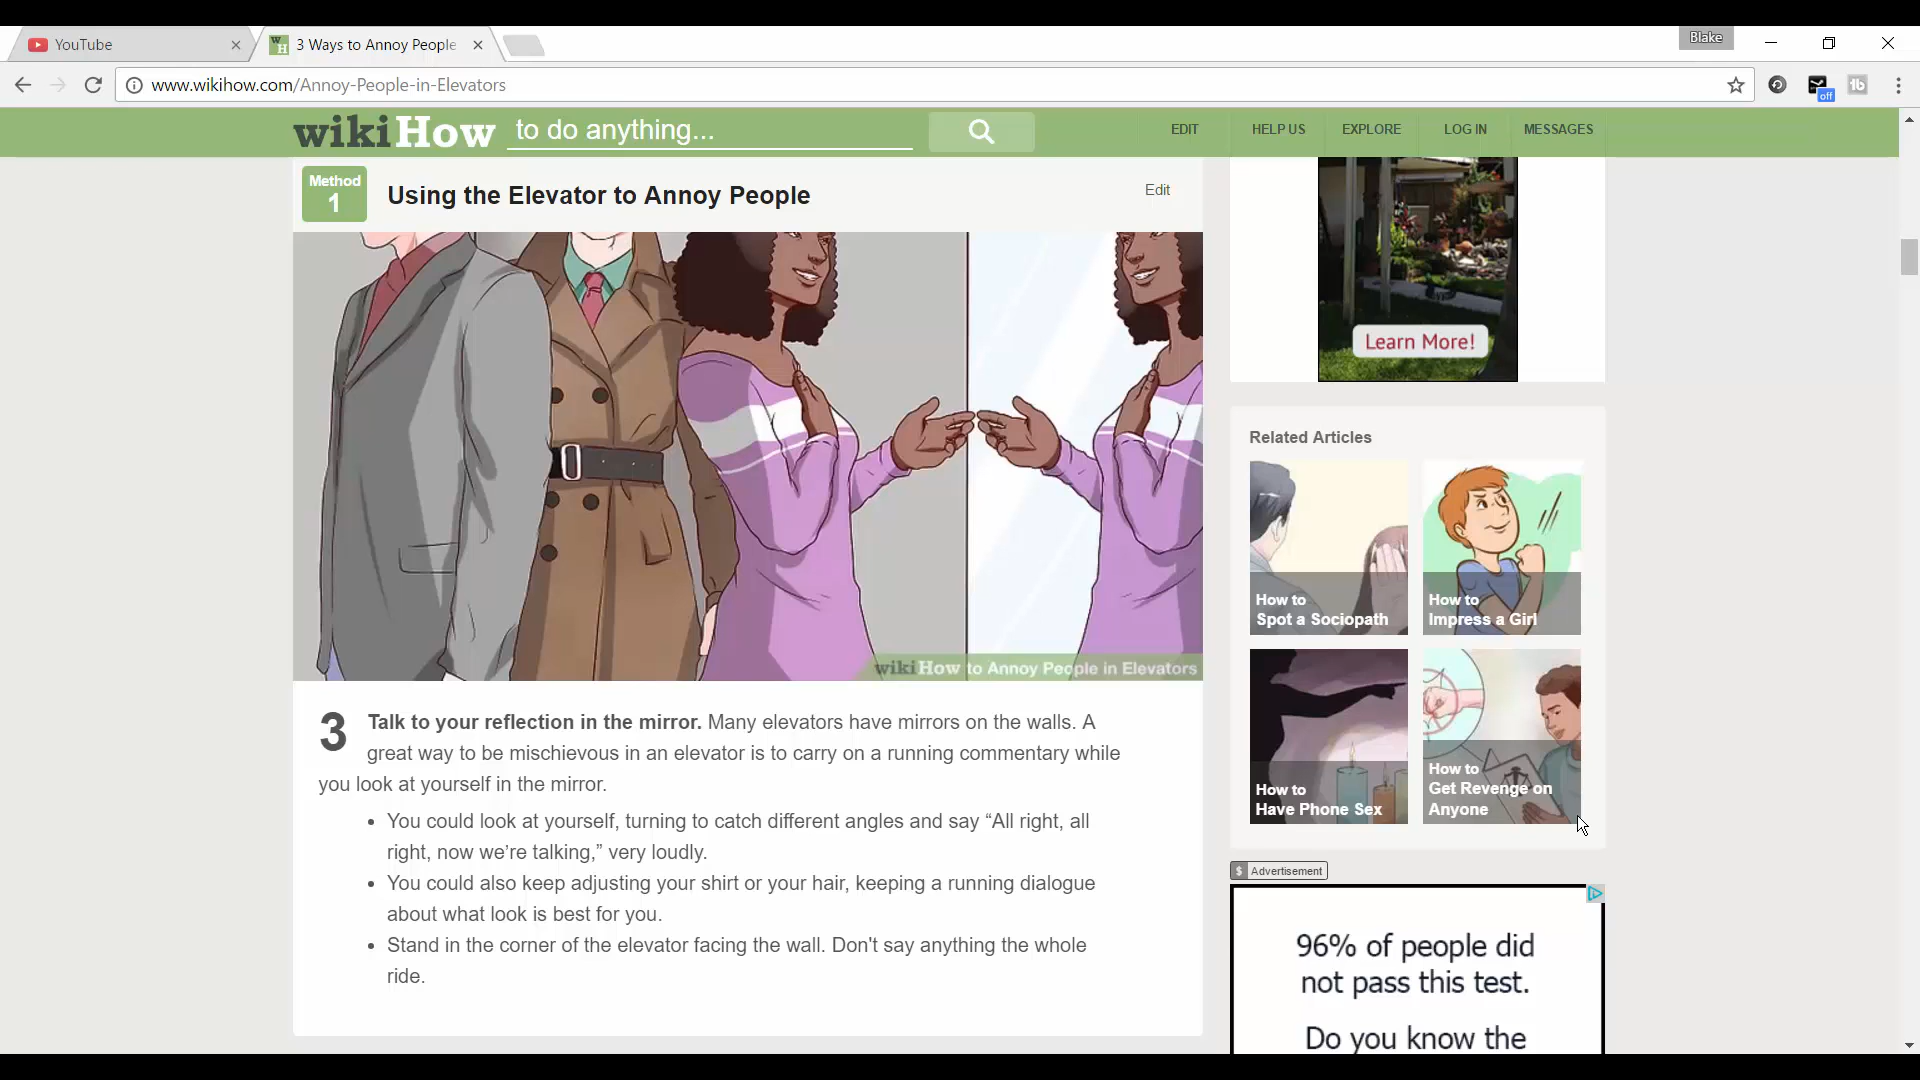 YouTube
3 Ways to Annoy People
Blake
www.wikihow.com/Annoy-People-in-Elevators
off
wikiHow to do anything...
EDIT
HELP US
EXPLORE
LOG IN
MESSAGES
Method
1
Using the Elevator to Annoy People
Edit
wikiHow to Annoy People in Elevators
3 Talk to your reflection in the mirror. Many elevators have mirrors on the walls. A
great way to be mischievous in an elevator is to carry on a running commentary while
you look at yourself in the mirror.
• You could look at yourself, turning to catch different angles and say “All right, all
right, now we’re talking,” very loudly.
• You could also keep adjusting your shirt or your hair, keeping a running dialogue
about what look is best for you.
• Stand in the corner of the elevator facing the wall. Don't say anything the whole
ride.
Learn More!
Related Articles
How to
Spot a Sociopath
How to
Impress a Girl
How to
Have Phone Sex
How to
Get Revenge on
Anyone
$ Advertisement
96% of people did
not pass this test.
Do you know the